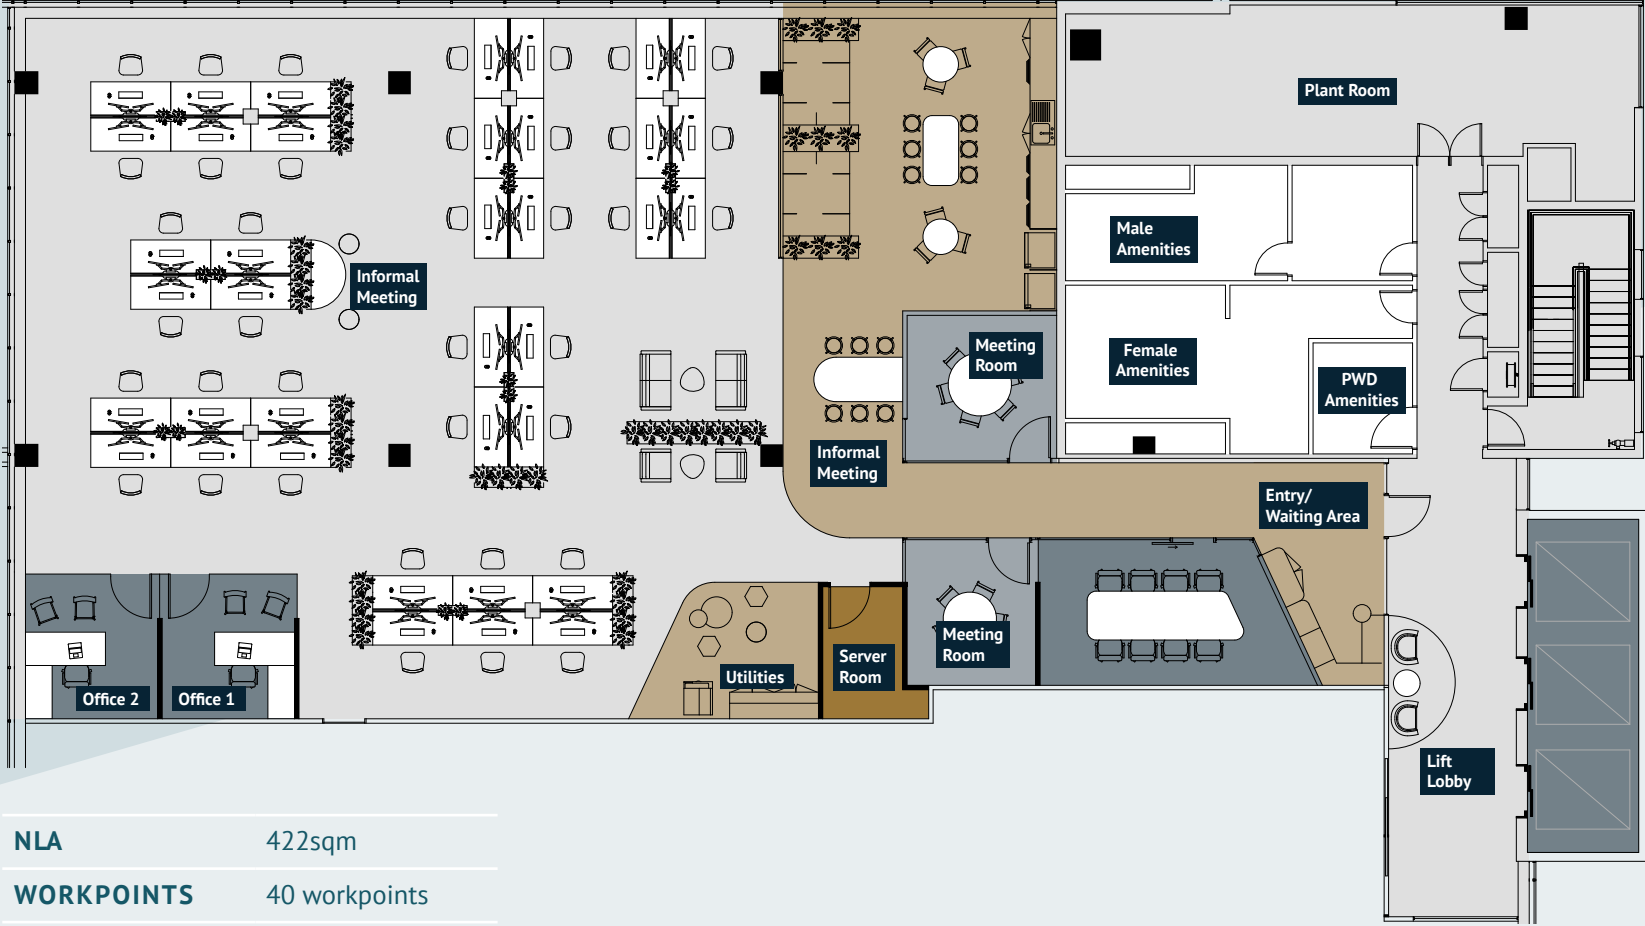 Plant Room
Male
Amenities
Informal
Meeting
Meeting
Room
Female
Amenities
PWD
Amenities
Informal
Meeting
Entry/
Waiting Area
Office 2
Office 1
Utilities
Server
Room
Meeting
Room
Lift
Lobby
NLA 422sqm
WORKPOINTS 40 workpoints